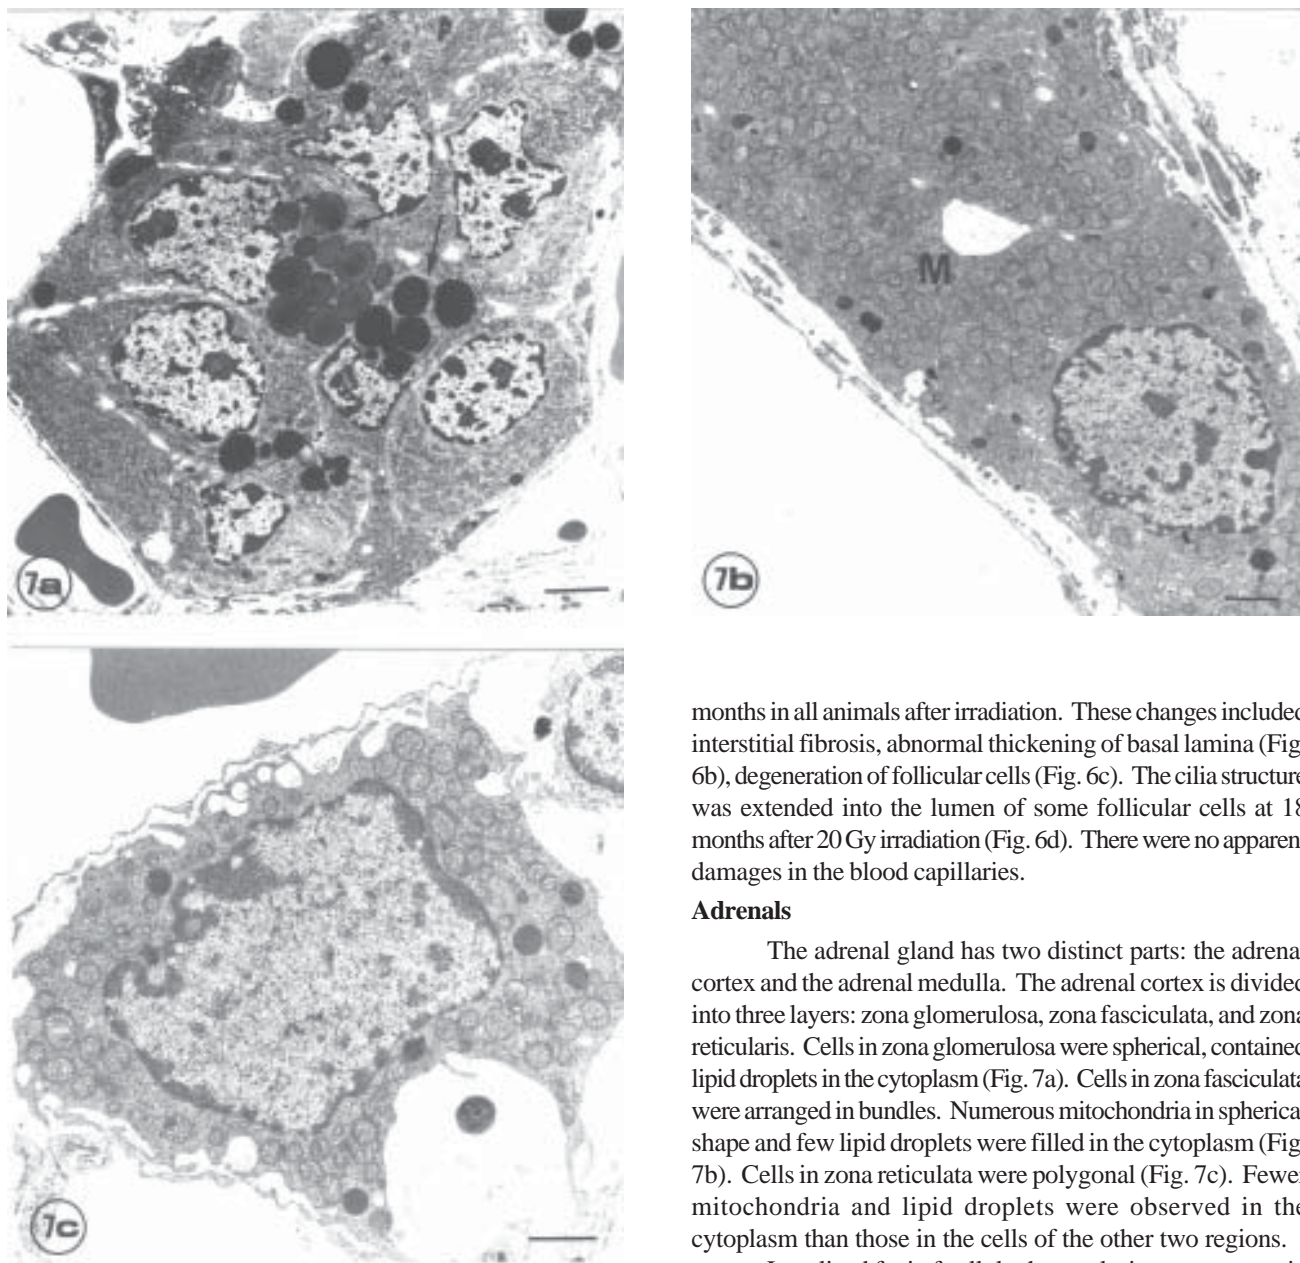 7a
M
7b
7c
months in all animals after irradiation. These changes included
interstitial fibrosis, abnormal thickening of basal lamina (Fig
6b), degeneration of follicular cells (Fig. 6c). The cilia structure
was extended into the lumen of some follicular cells at 18
months after 20 Gy irradiation (Fig. 6d). There were no apparen
damages in the blood capillaries.
Adrenals
The adrenal gland has two distinct parts: the adrena
cortex and the adrenal medulla. The adrenal cortex is divided
into three layers: zona glomerulosa, zona fasciculata, and zona
reticularis. Cells in zona glomerulosa were spherical, contained
lipid droplets in the cytoplasm (Fig. 7a). Cells in zona fasciculata
were arranged in bundles. Numerous mitochondria in spherica
shape and few lipid droplets were filled in the cytoplasm (Fig
7b). Cells in zona reticulata were polygonal (Fig. 7c). Fewer
mitochondria and lipid droplets were observed in the
cytoplasm than those in the cells of the other two regions.